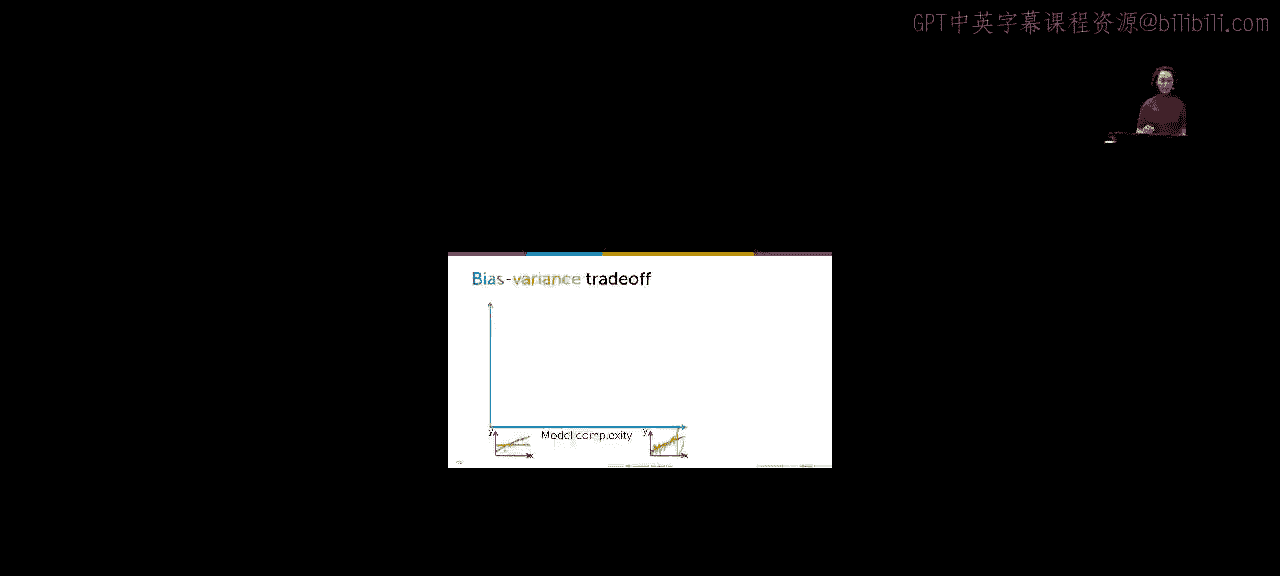 GPT中英字幕课程资源@bilibili.com
Bias-variance tradeoff
y
Model complexity
y
x
x